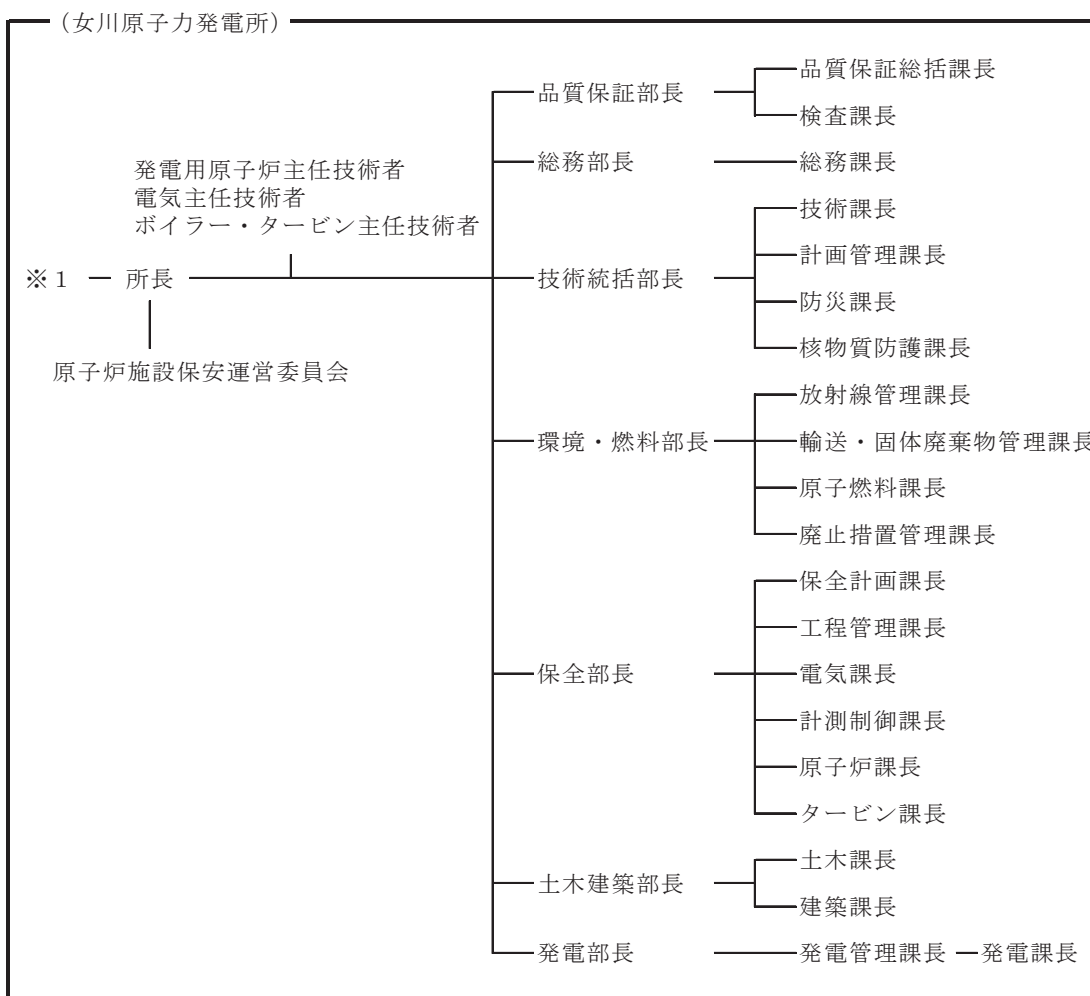 (女川原子力発電所)
品質保証部長
品質保証総括課長
検査課長
発電用原子炉主任技術者
電気主任技術者
ボイラー・タービン主任技術者
総務部長
総務課長
※1
所長
原子炉施設保安運営委員会
技術統括部長
技術課長
計画管理課長
防災課長
核物質防護課長
環境・燃料部長
放射線管理課長
輸送・固体廃棄物管理課長
原子燃料課長
廃止措置管理課長
保全部長
保全計画課長
工程管理課長
電気課長
計測制御課長
原子炉課長
タービン課長
土木建築部長
土木課長
建築課長
発電部長
発電管理課長
発電課長